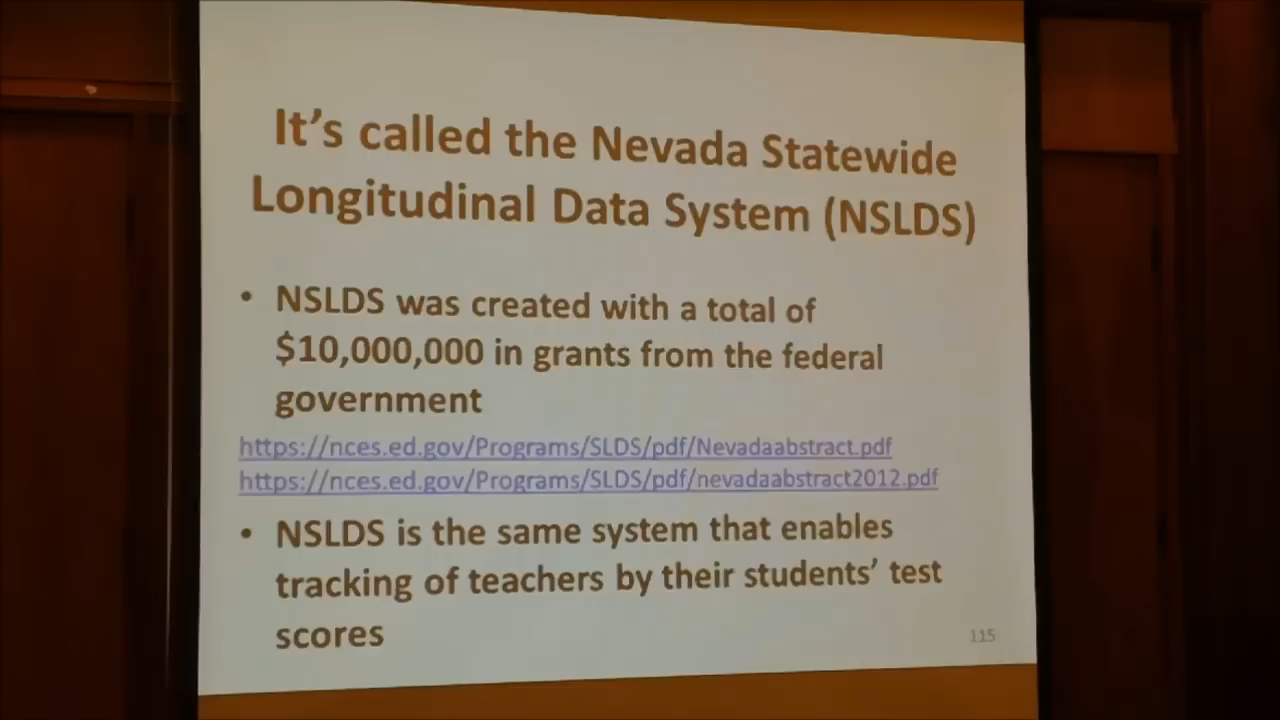 It's called the Nevada Statewide
Longitudinal Data System (NSLDS)
• NSLDS was created with a total of
$10,000,000 in grants from the federal
government
https://nces.ed.gov/Programs/SLDS/pdf/Nevadaabstract.pdf
https://nces.ed.gov/Programs/SLDS/pdf/nevadaabstract2012.pdf
• NSLDS is the same system that enables
tracking of teachers by their students' test
scores
115